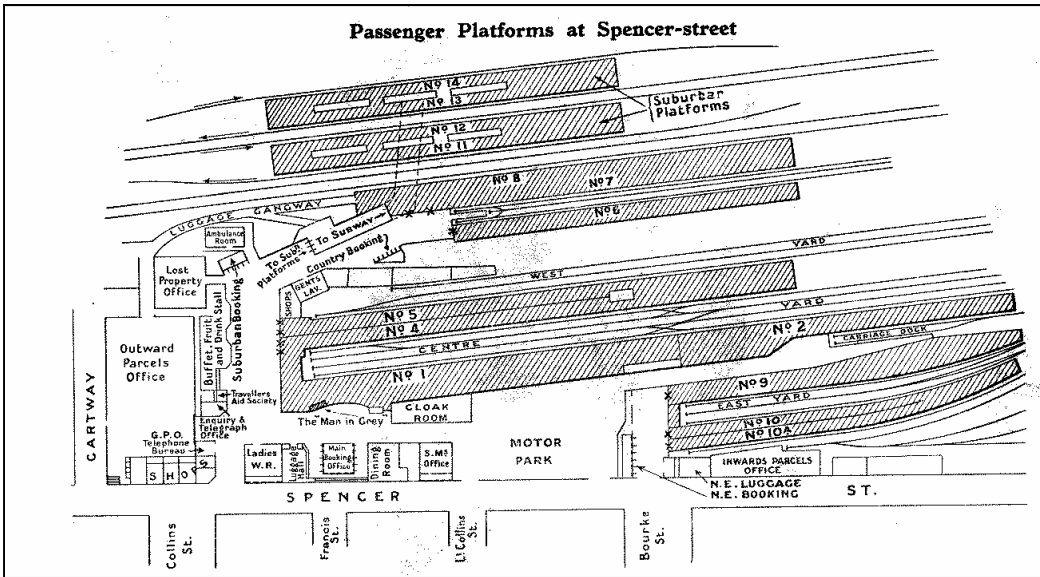 Passenger Platforms at Spencer-street
Nº 14
Nº 13
Suburban
Platforms
Nº 12
Nº 11
Nº 8
Nº 7
Nº 6
LUGGAGE GANGWAY
Ambulance
Room
To SUBWAY
To Subn
Platforms
Country Booking
Lost
Property
Office
Suburban Booking
SHOPS
GENTS
LAV.
WEST YARD
Nº 5
Nº 4
CENTRE YARD
Nº 2
CARRIAGE DOCK
Nº 1
Buffet, Fruit,
and Drink Stall
Outward
Parcels
Office
CARTWAY
Travellers
Aid Society
Enquiry &
Telegraph
Office
G.P.O.
Telephone
Bureau
SHOPS
The Man in Grey
CLOAK
ROOM
Nº 9
EAST YARD
Nº 10
Nº 10A
Ladies
W.R.
Luggage
Hall
Main
Booking
Office
Dining
Room
S.Ms
Office
MOTOR
PARK
INWARDS PARCELS
OFFICE
N.E. LUGGAGE
N.E. BOOKING
SPENCER ST.
Collins
St.
Francis
St.
Lt Collins
St.
Bourke
St.